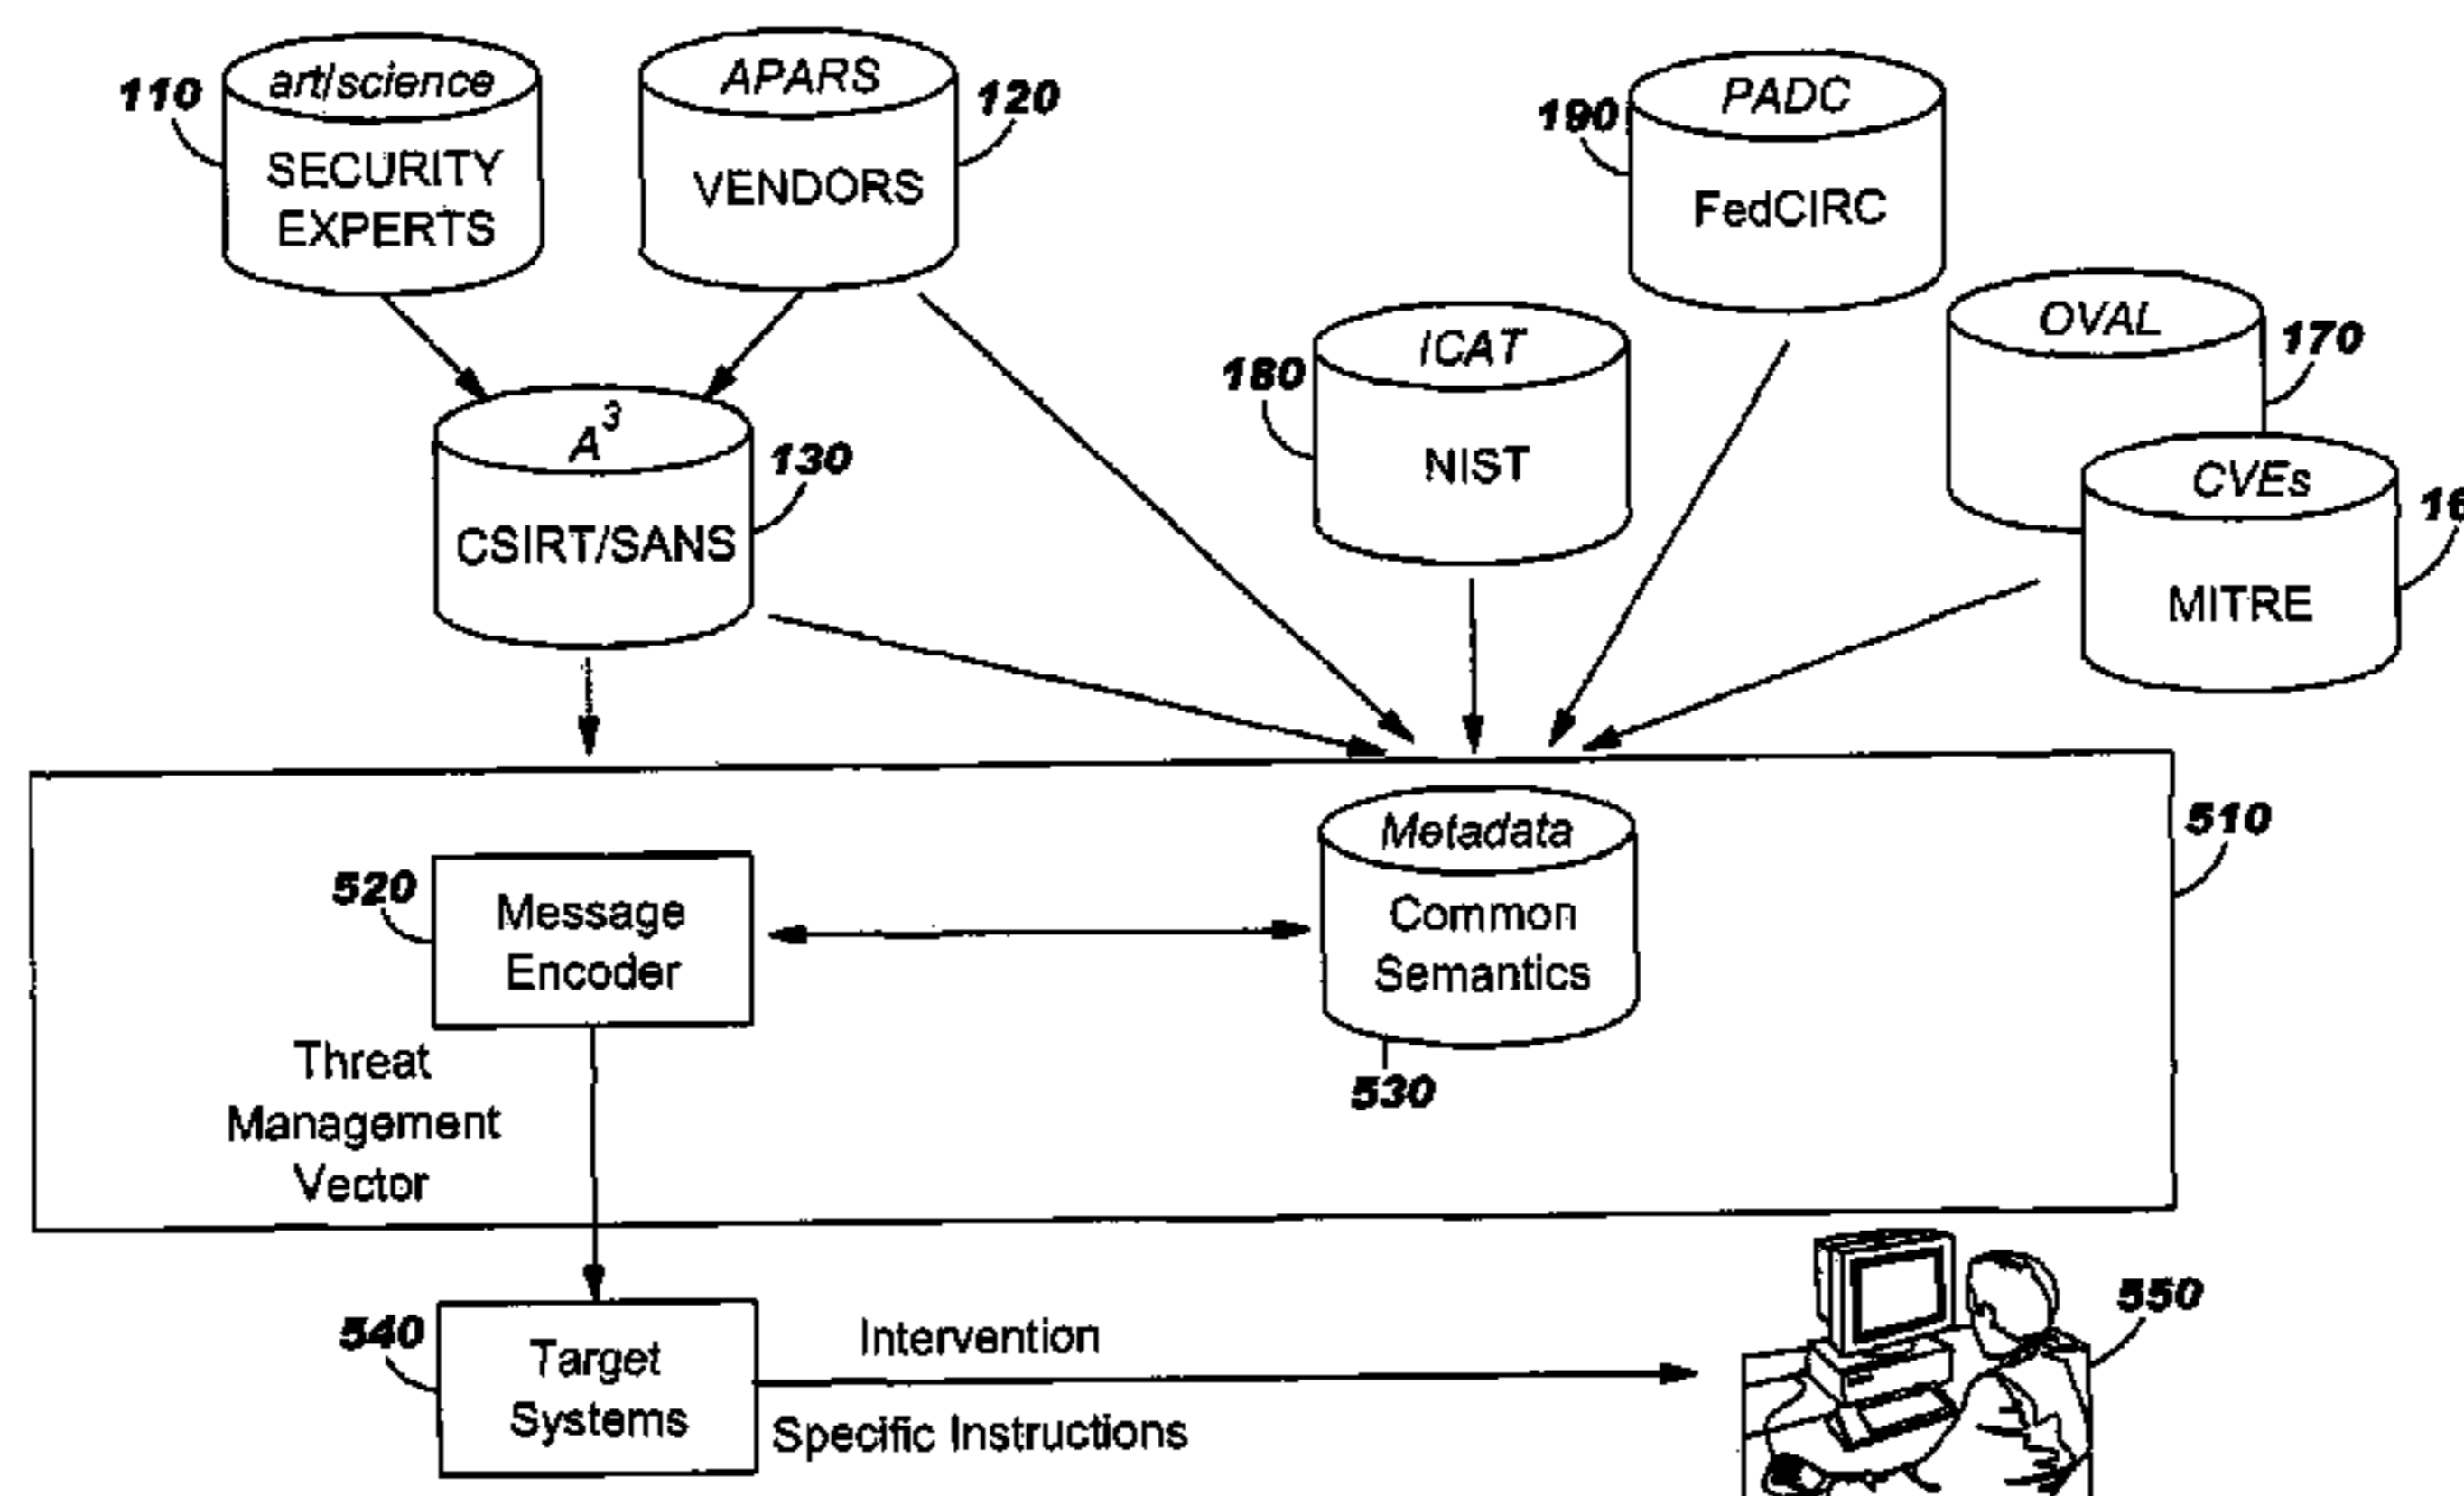 110
art/science
SECURITY
EXPERTS
APARS
VENDORS
120
190
PADC
FedCIRC
A³
CSIRT/SANS
130
180
ICAT
NIST
OVAL
170
CVEs
MITRE
510
520
Message
Encoder
Metadata
Common
Semantics
530
Threat
Management
Vector
540
Target
Systems
Intervention
Specific Instructions
550